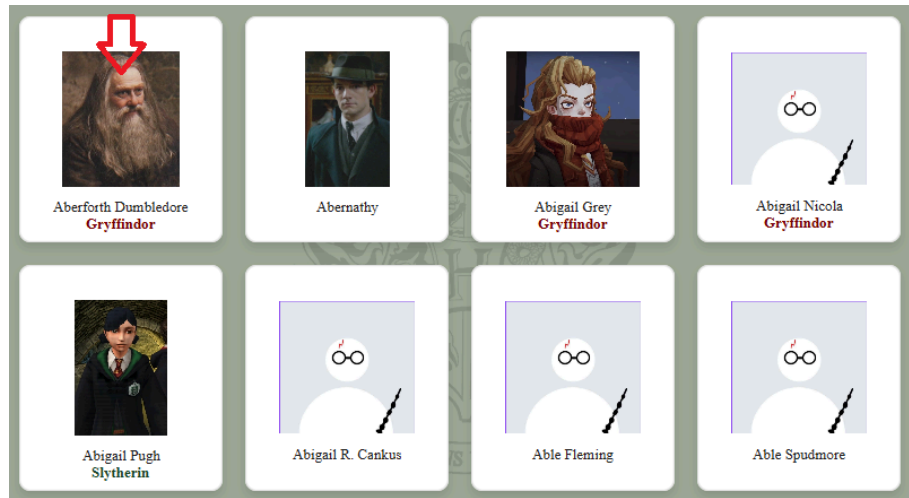 Aberforth Dumbledore
Gryffindor
Abernathy
Abigail Grey
Gryffindor
Abigail Nicola
Gryffindor
Abigail Pugh
Slytherin
Abigail R. Cankus
Able Fleming
Able Spudmore